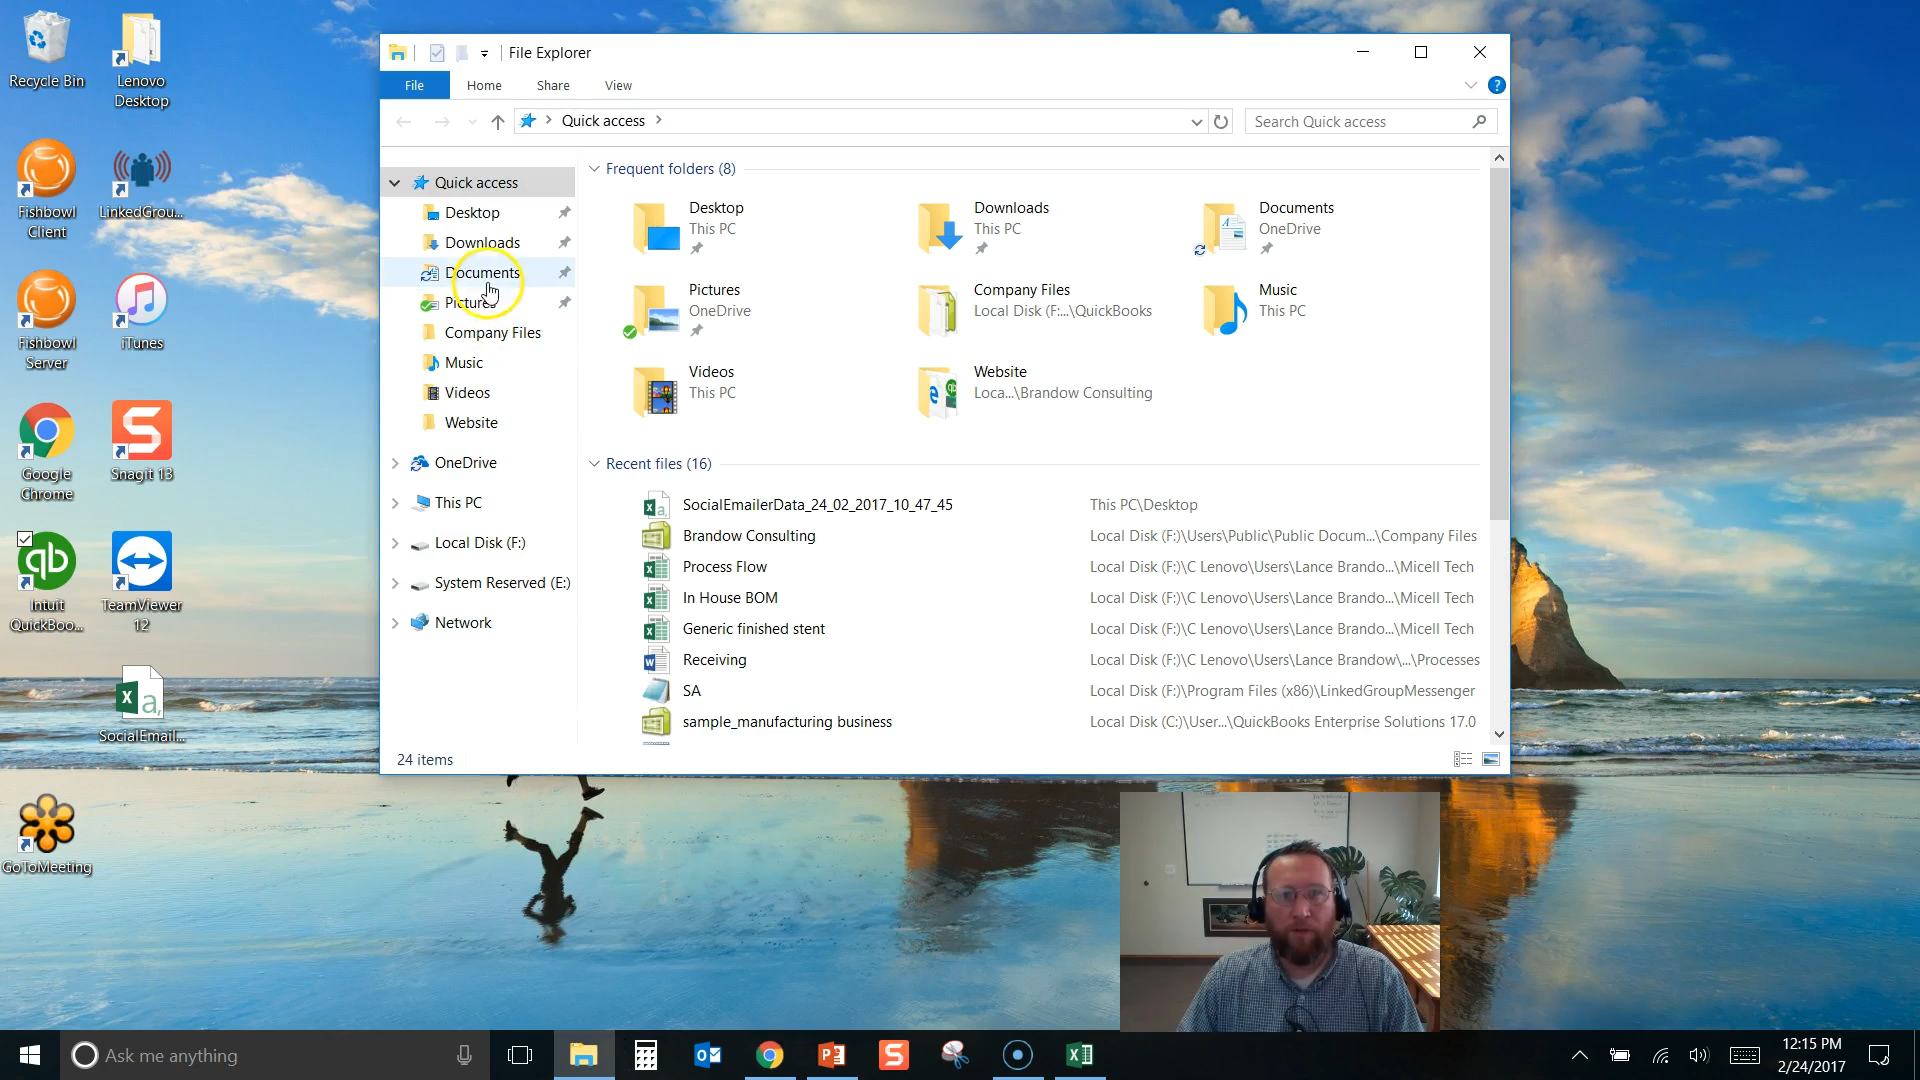 Recycle Bin
Lenovo
Desktop
Fishbowl
Client
LinkedGrou...
Fishbowl
Server
iTunes
Google
Chrome
Snagit 13
Intuit
QuickBoo...
TeamViewer
12
SocialEmail...
GoToMeeting
File Explorer
File
Home
Share
View
Quick access
Search Quick access
Quick access
Desktop
Downloads
Documents
Pictures
Company Files
Music
Videos
Website
OneDrive
This PC
Local Disk (F:)
System Reserved (E:)
Network
Frequent folders (8)
Desktop
This PC
Downloads
This PC
Documents
OneDrive
Pictures
OneDrive
Company Files
Local Disk (F:...\QuickBooks
Music
This PC
Videos
This PC
Website
Loca...\Brandow Consulting
Recent files (16)
SocialEmailerData_24_02_2017_10_47_45 This PC\Desktop
Brandow Consulting Local Disk (F:)\Users\Public\Public Docum...\Company Files
Process Flow Local Disk (F:)\C Lenovo\Users\Lance Brando...\Micell Tech
In House BOM Local Disk (F:)\C Lenovo\Users\Lance Brando...\Micell Tech
Generic finished stent Local Disk (F:)\C Lenovo\Users\Lance Brando...\Micell Tech
Receiving Local Disk (F:)\C Lenovo\Users\Lance Brandow\...\Processes
SA Local Disk (F:)\Program Files (x86)\LinkedGroupMessenger
sample_manufacturing business Local Disk (C:)\User...\QuickBooks Enterprise Solutions 17.0
24 items
Ask me anything
12:15 PM
2/24/2017